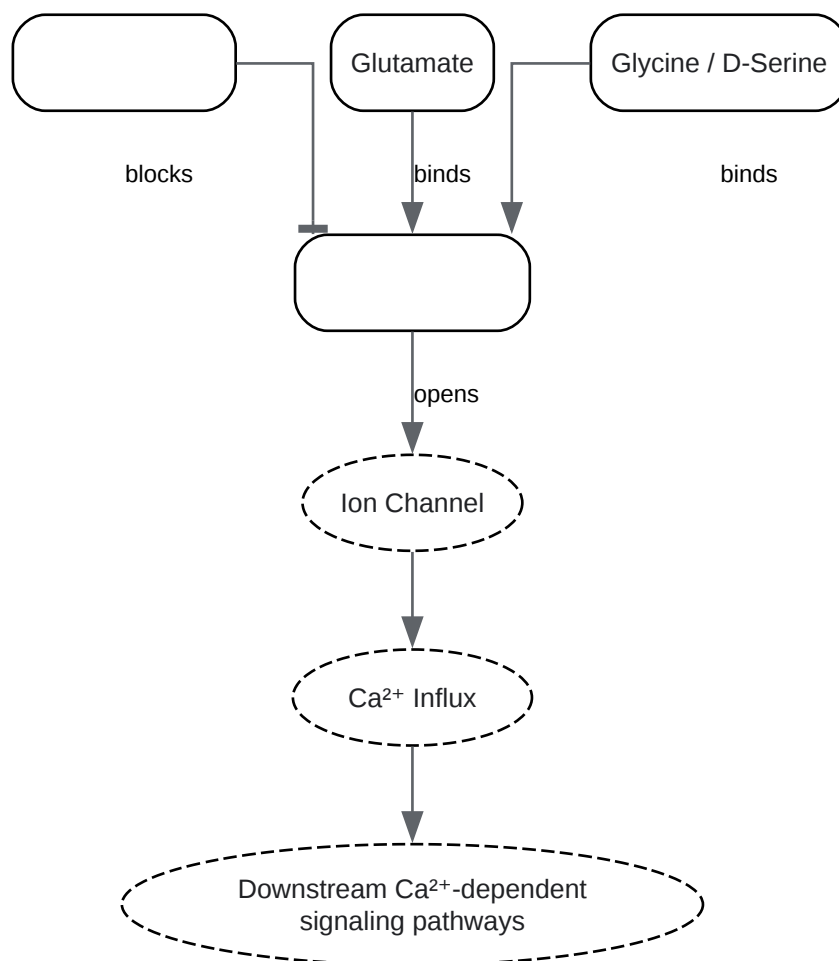 Glutamate
Glycine / D-Serine
blocks
binds
binds
opens
Ion Channel
Ca²⁺ Influx
Downstream Ca²⁺-dependent
signaling pathways